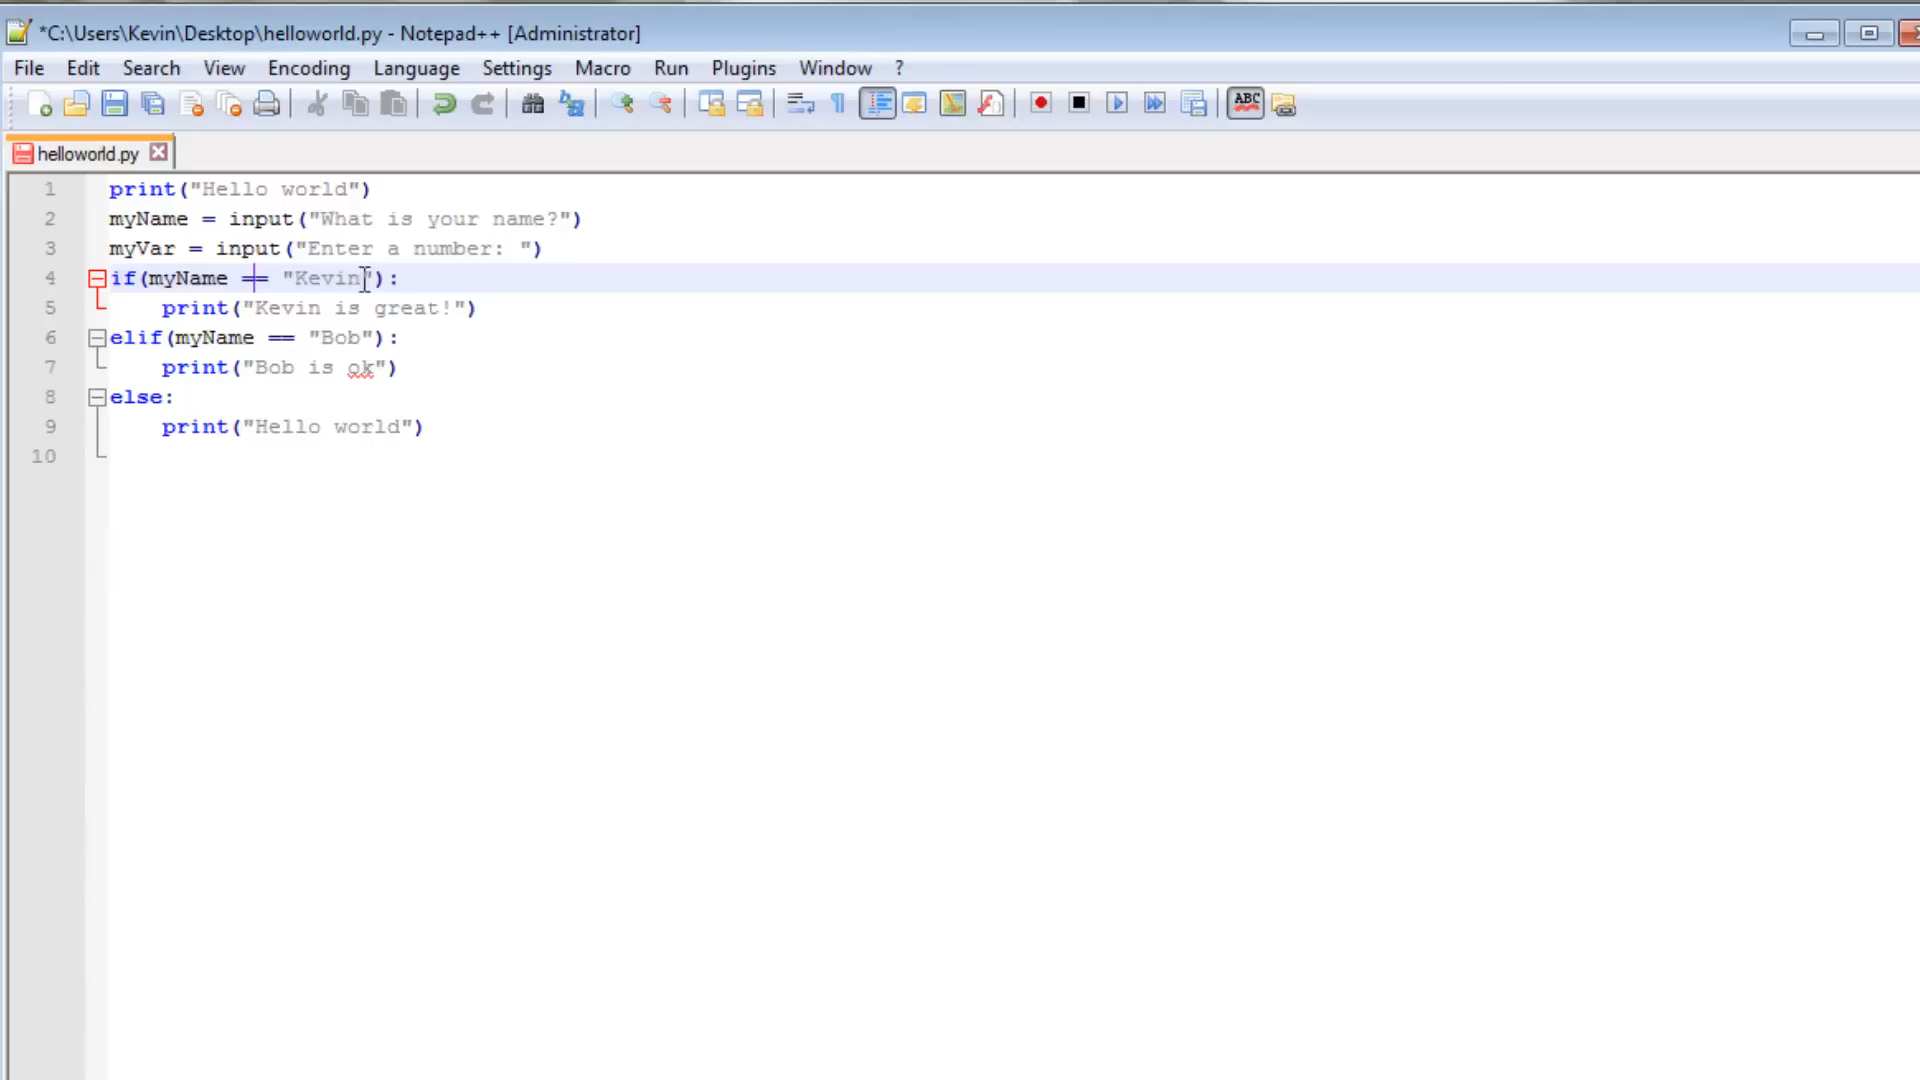 *C:\Users\Kevin\Desktop\helloworld.py - Notepad++ [Administrator]
File Edit Search View Encoding Language Settings Macro Run Plugins Window ?
ABC
helloworld.py
1 print("Hello world")
2 myName = input("What is your name?")
3 myVar = input("Enter a number: ")
4 if(myName == "Kevin"):
5 print("Kevin is great!")
6 elif(myName == "Bob"):
7 print("Bob is ok")
8 else:
9 print("Hello world")
10